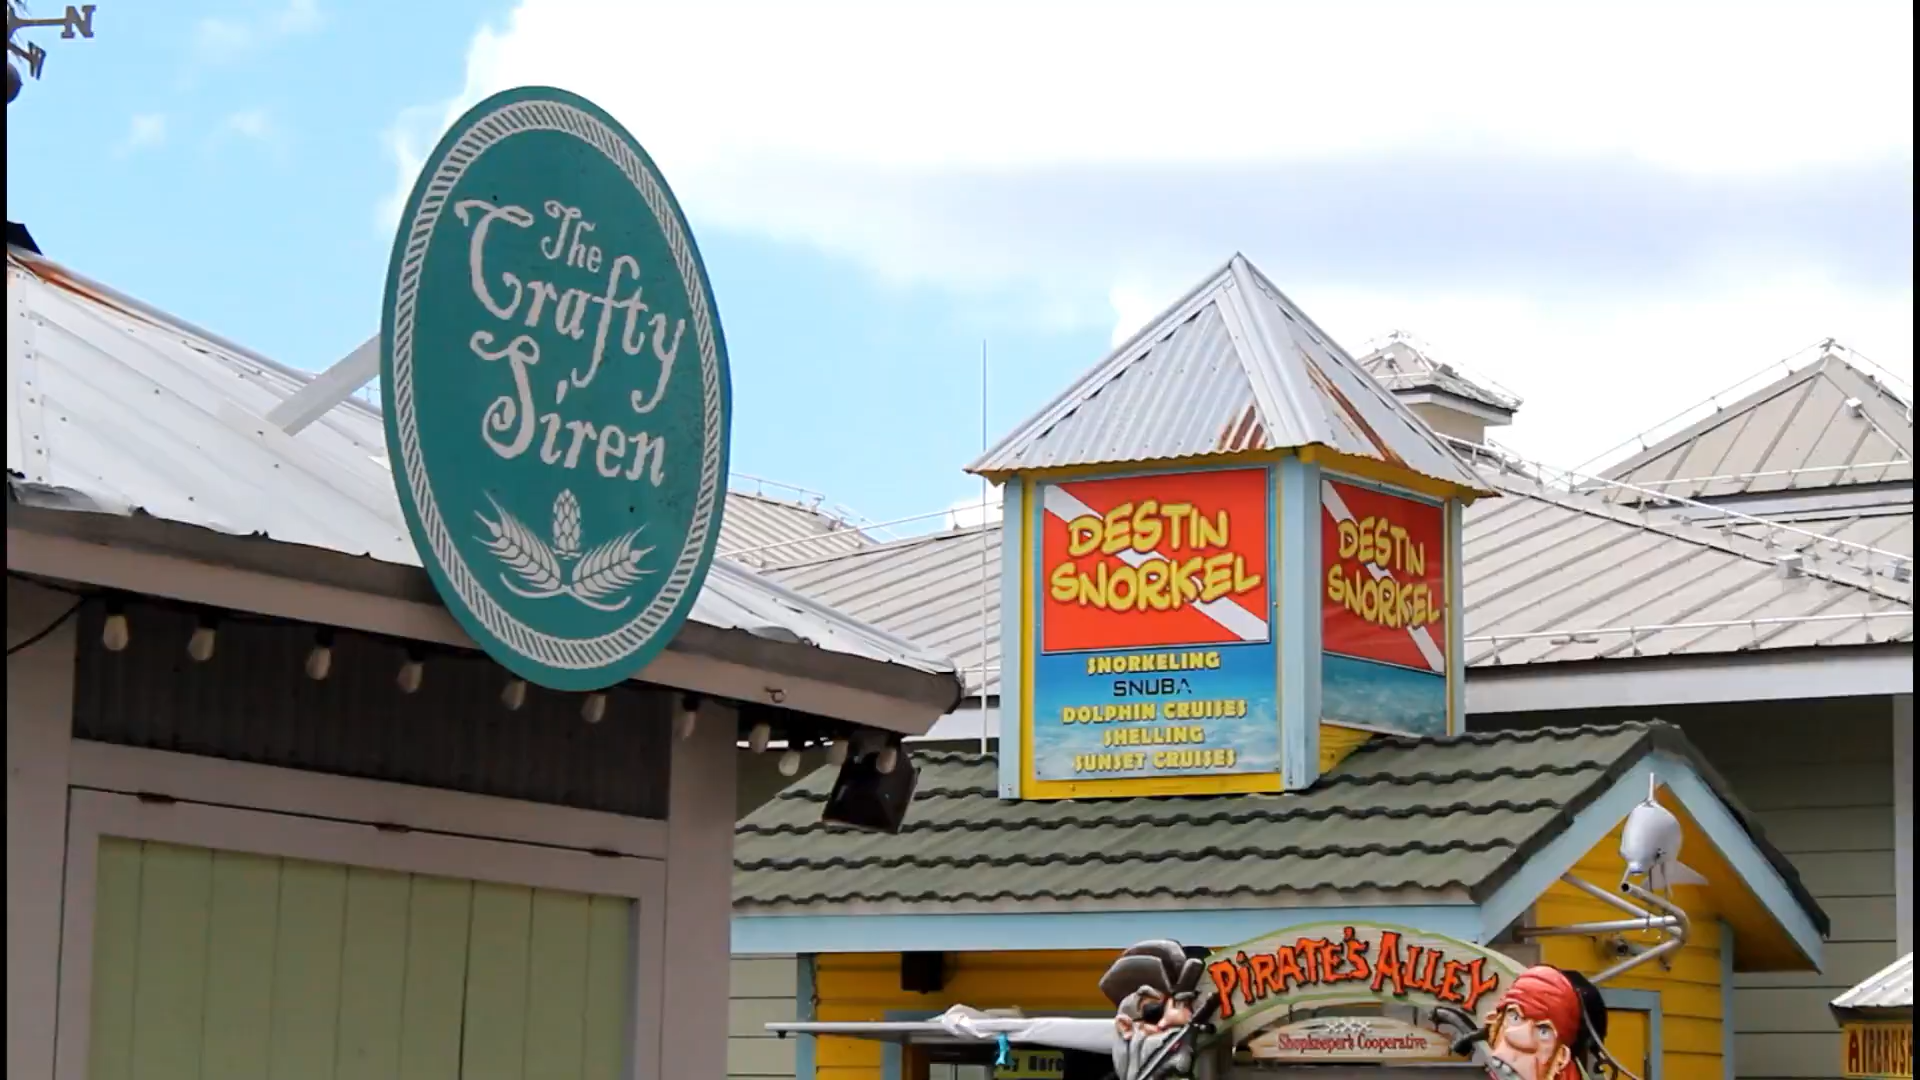 N
W
The
Crafty
Siren
DESTIN
SNORKEL
SNORKELING
SNUBA
DOLPHIN CRUISES
SHELLING
SUNSET CRUISES
DESTIN
SNORKEL
PIRATE'S ALLEY
Shopkeeper's Cooperative